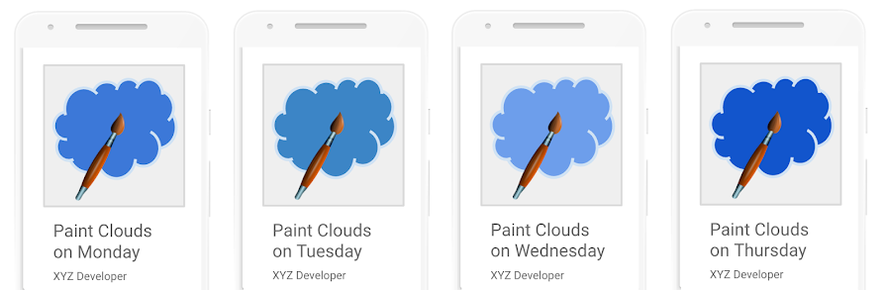 Paint Clouds
on Monday
XYZ Developer
Paint Clouds
on Tuesday
XYZ Developer
Paint Clouds
on Wednesday
XYZ Developer
Paint Clouds
on Thursday
XYZ Developer